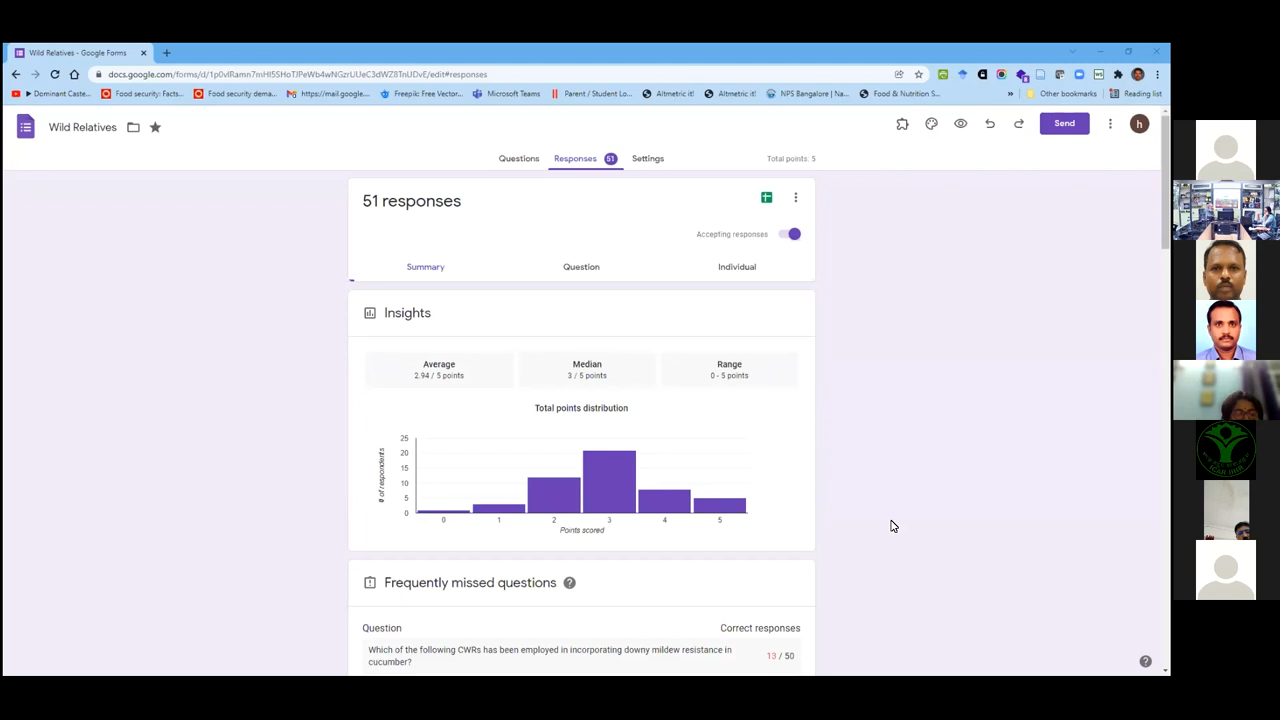 Wild Relatives - Google Forms
docs.google.com/forms/d/1p0vlRamn7mHl5SHoTJPeWb4wNGzrUUeC3dWZ8TnUDvE/edit#responses
Dominant Caste...
Food security: Facts...
Food security dema...
https://mail.google....
Freepik: Free Vector...
Microsoft Teams
Parent / Student Lo...
Altmetric it!
Altmetric it!
NPS Bangalore | Na...
Food & Nutrition S...
»
Other bookmarks
Reading list
Wild Relatives
Send
h
Questions
Responses 51
Settings
Total points: 5
51 responses
Accepting responses
Summary
Question
Individual
Insights
Average
2.94 / 5 points
Median
3 / 5 points
Range
0 - 5 points
Total points distribution
# of respondents
25
20
15
10
5
0
0 1 2 3 4 5
Points scored
Frequently missed questions
Question
Correct responses
Which of the following CWRs has been employed in incorporating downy mildew resistance in
cucumber?
13 / 50